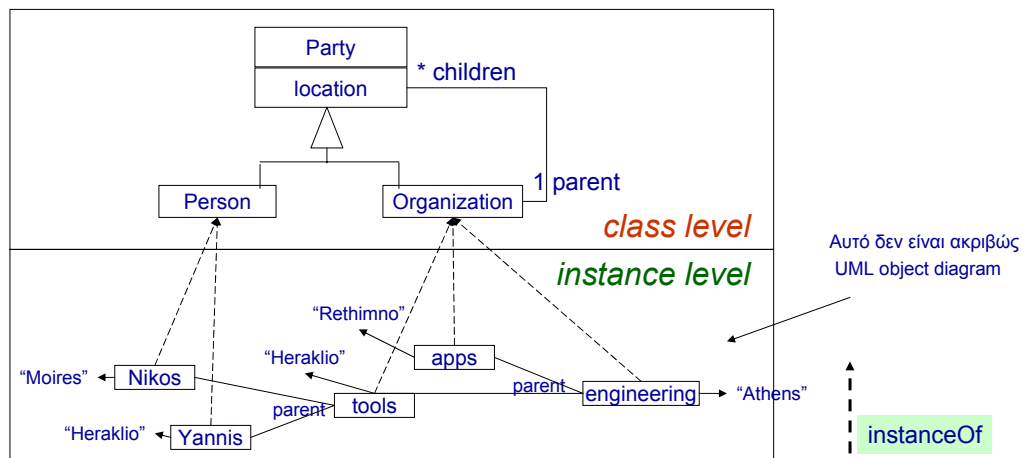 Party
location
* children
Person
Organization
1 parent
class level
instance level
Αυτό δεν είναι ακριβώς
UML object diagram
“Rethimno”
apps
“Heraklio”
“Moires”
Nikos
parent
engineering
“Athens”
tools
parent
“Heraklio”
Yannis
instanceOf